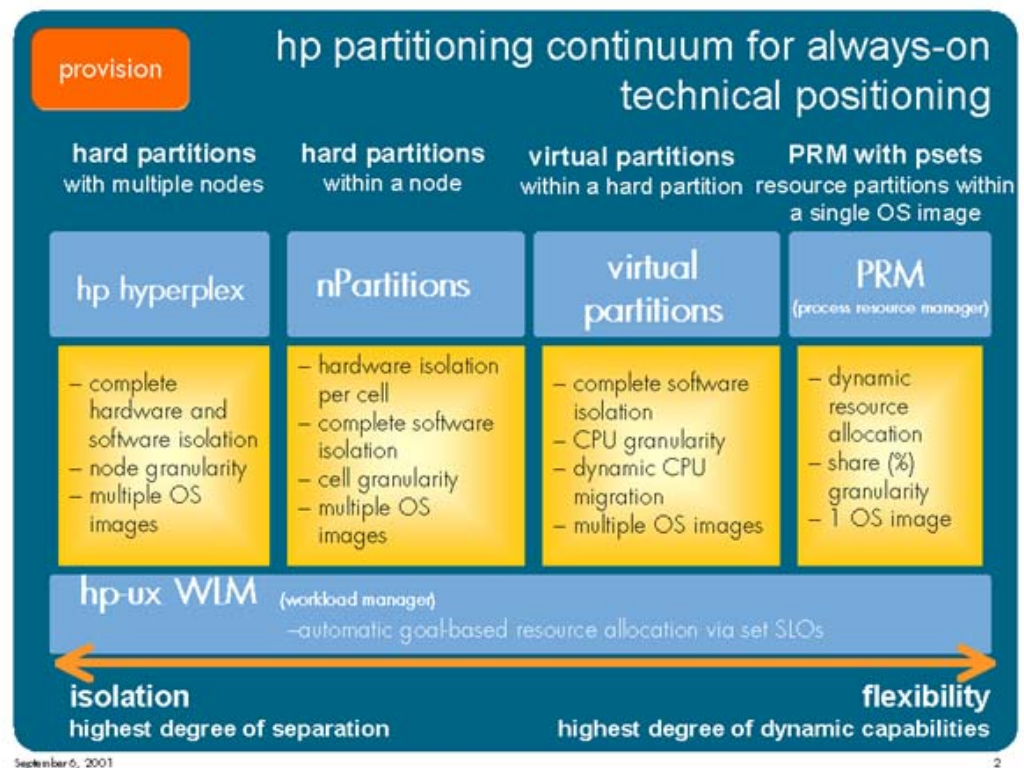 provision
hp partitioning continuum for always-on
technical positioning
hard partitions
with multiple nodes
hard partitions
within a node
virtual partitions
within a hard partition
PRM with psets
resource partitions within
a single OS image
hp hyperplex
nPartitions
virtual
partitions
PRM
(process resource manager)
– complete
hardware and
software isolation
– node granularity
– multiple OS
images
– hardware isolation
per cell
– complete software
isolation
– cell granularity
– multiple OS
images
– complete software
isolation
– CPU granularity
– dynamic CPU
migration
– multiple OS images
– dynamic
resource
allocation
– share (%)
granularity
– 1 OS image
hp-ux WLM (workload manager)
–automatic goal-based resource allocation via set SLOs
isolation
highest degree of separation
flexibility
highest degree of dynamic capabilities
September 6, 2001
2